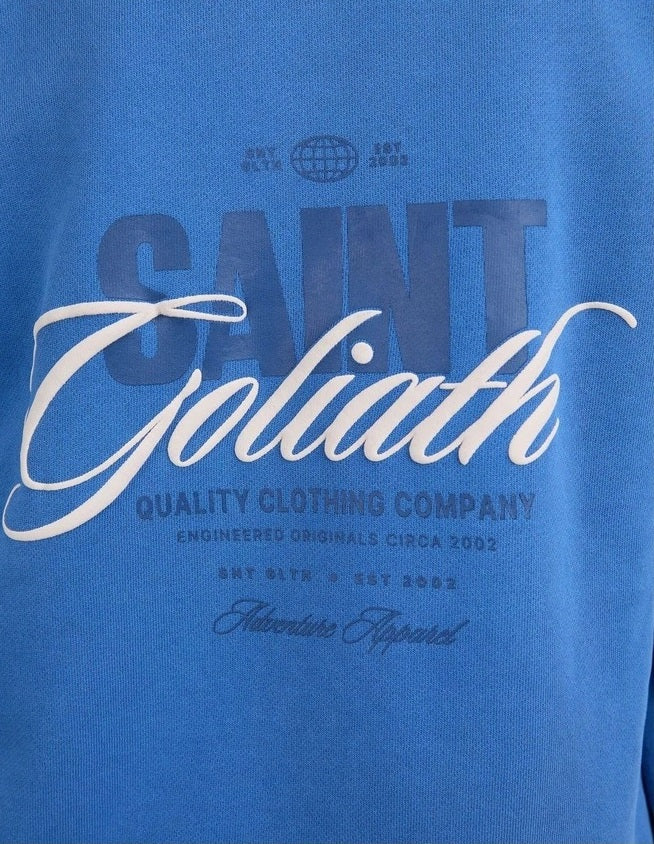 SNT GLTH EST 2002
SAINT
Goliath
QUALITY CLOTHING COMPANY
ENGINEERED ORIGINALS CIRCA 2002
SNT GLTH EST 2002
Adventure Apparel